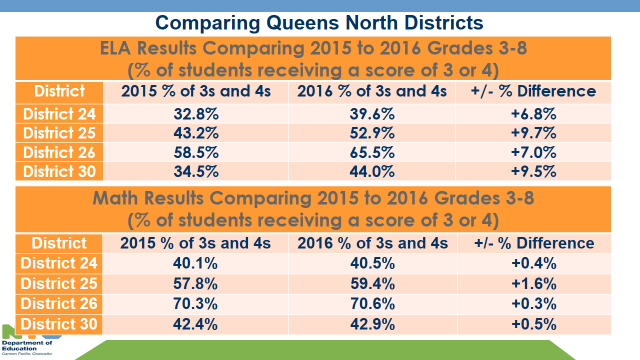 Comparing Queens North Districts
ELA Results Comparing 2015 to 2016 Grades 3-8
(% of students receiving a score of 3 or 4)
District 2015 % of 3s and 4s 2016 % of 3s and 4s +/- % Difference
District 24 32.8% 39.6% +6.8%
District 25 43.2% 52.9% +9.7%
District 26 58.5% 65.5% +7.0%
District 30 34.5% 44.0% +9.5%
Math Results Comparing 2015 to 2016 Grades 3-8
(% of students receiving a score of 3 or 4)
District 2015 % of 3s and 4s 2016 % of 3s and 4s +/- % Difference
District 24 40.1% 40.5% +0.4%
District 25 57.8% 59.4% +1.6%
District 26 70.3% 70.6% +0.3%
District 30 42.4% 42.9% +0.5%
Department of
Education
Carmen Fariña, Chancellor